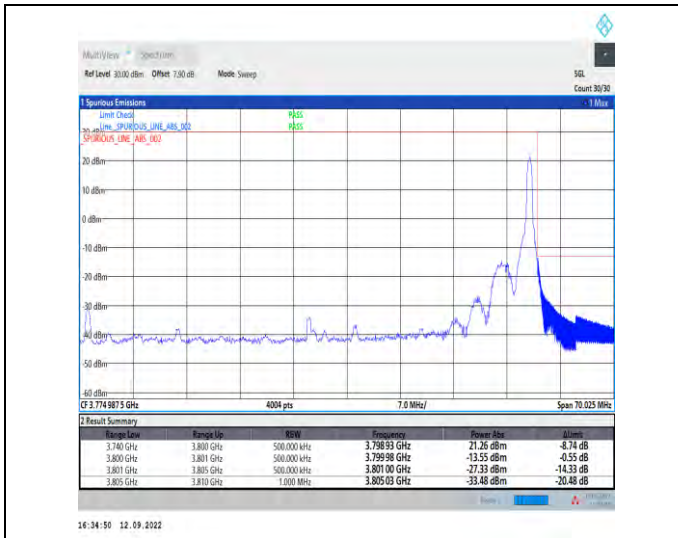 MultiView Spectrum
Ref Level 30.00 dBm Offset 7.90 dB Mode Sweep SGL
Count 30/30
1 Spurious Emissions 1 Max
Limit Check PASS
Line _SPURIOUS_LINE_ABS_002 PASS
_SPURIOUS_LINE_ABS_002
20 dBm
10 dBm
0 dBm
-10 dBm
-20 dBm
-30 dBm
-40 dBm
-50 dBm
-60 dBm
CF 3.774 987 5 GHz 4004 pts 7.0 MHz/ Span 70.025 MHz
2 Result Summary
Range Low Range Up RBW Frequency Power Abs ΔLimit
3.740 GHz 3.800 GHz 500.000 kHz 3.798 93 GHz 21.26 dBm -8.74 dB
3.800 GHz 3.801 GHz 500.000 kHz 3.799 98 GHz -13.55 dBm -0.55 dB
3.801 GHz 3.805 GHz 500.000 kHz 3.801 00 GHz -27.33 dBm -14.33 dB
3.805 GHz 3.810 GHz 1.000 MHz 3.805 03 GHz -33.48 dBm -20.48 dB
16:34:50 12.09.2022